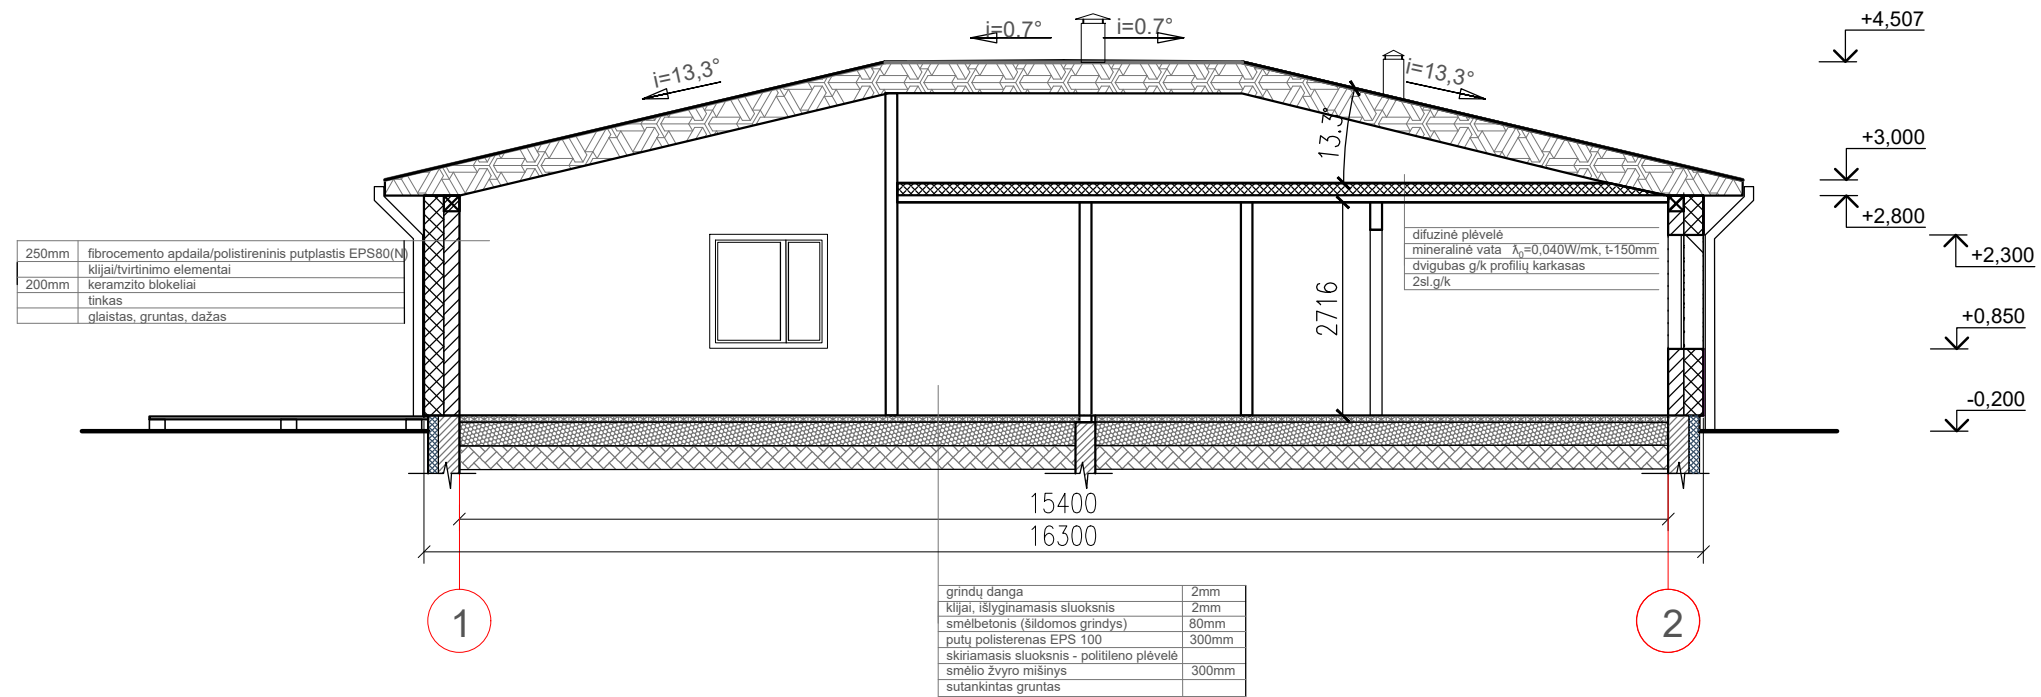 i=0.7° i=0.7°
+4,507
i=13,3° i=13,3°
+3,000
13.3°
+2,800
difuzinė plėvelė
mineralinė vata λ₀=0,040W/mk, t-150mm
dvigubas g/k profilių karkasas
2sl.g/k
+2,300
250mm fibrocemento apdaila/polistireninis putplastis EPS80(N)
klijai/tvirtinimo elementai
200mm keramzito blokeliai
tinkas
glaistas, gruntas, dažas
2716
+0,850
-0,200
15400
16300
1
2
grindų danga 2mm
klijai, išlyginamasis sluoksnis 2mm
smėlbetonis (šildomos grindys) 80mm
putų polisterenas EPS 100 300mm
skiriamasis sluoksnis - politileno plėvelė
smėlio žvyro mišinys 300mm
sutankintas gruntas